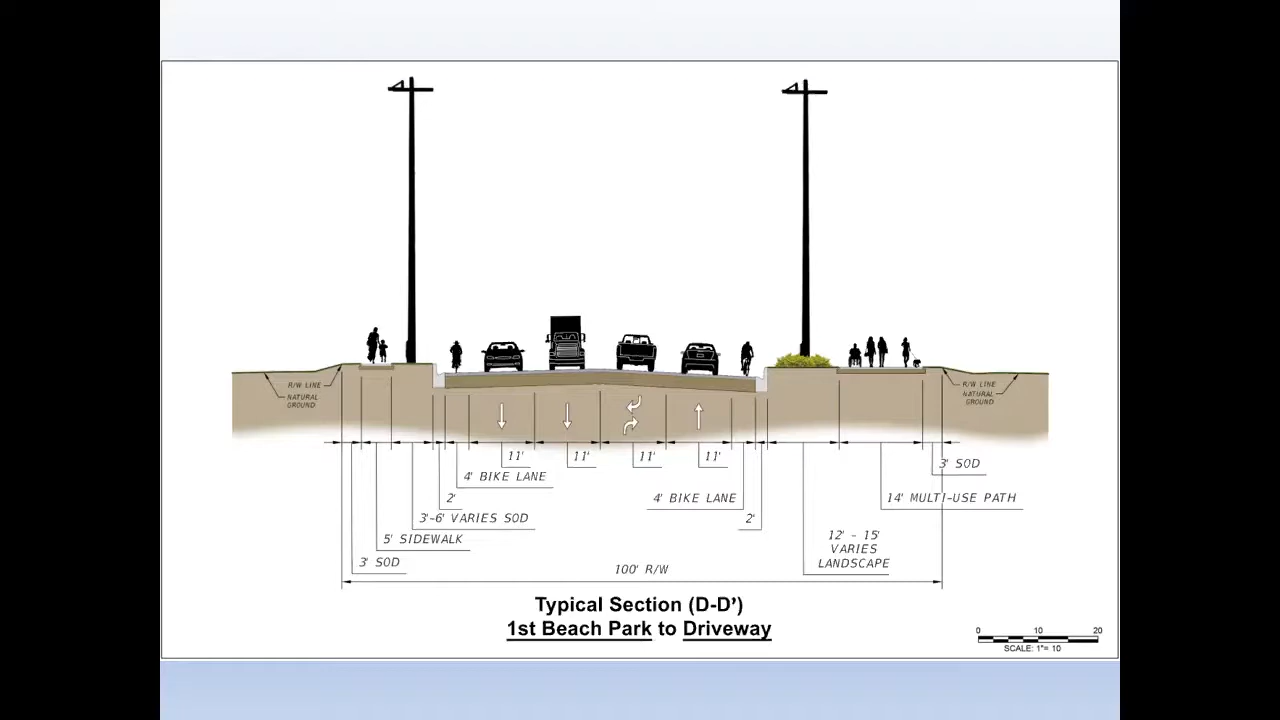 R/W LINE
NATURAL
GROUND
R/W LINE
NATURAL
GROUND
11'
11'
11'
11'
4' BIKE LANE
4' BIKE LANE
2'
2'
3' SOD
14' MULTI-USE PATH
3'-6' VARIES SOD
5' SIDEWALK
3' SOD
12' - 15'
VARIES
LANDSCAPE
100' R/W
Typical Section (D-D')
1st Beach Park to Driveway
0 10 20
SCALE: 1"= 10